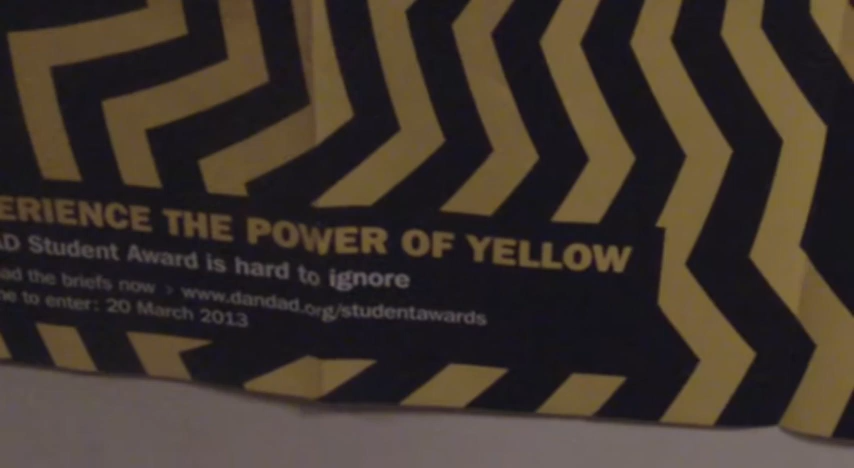 ERIENCE THE POWER OF YELLOW
AD Student Award is hard to ignore
ad the briefs now > www.dandad.org/studentawards
ne to enter: 20 March 2013